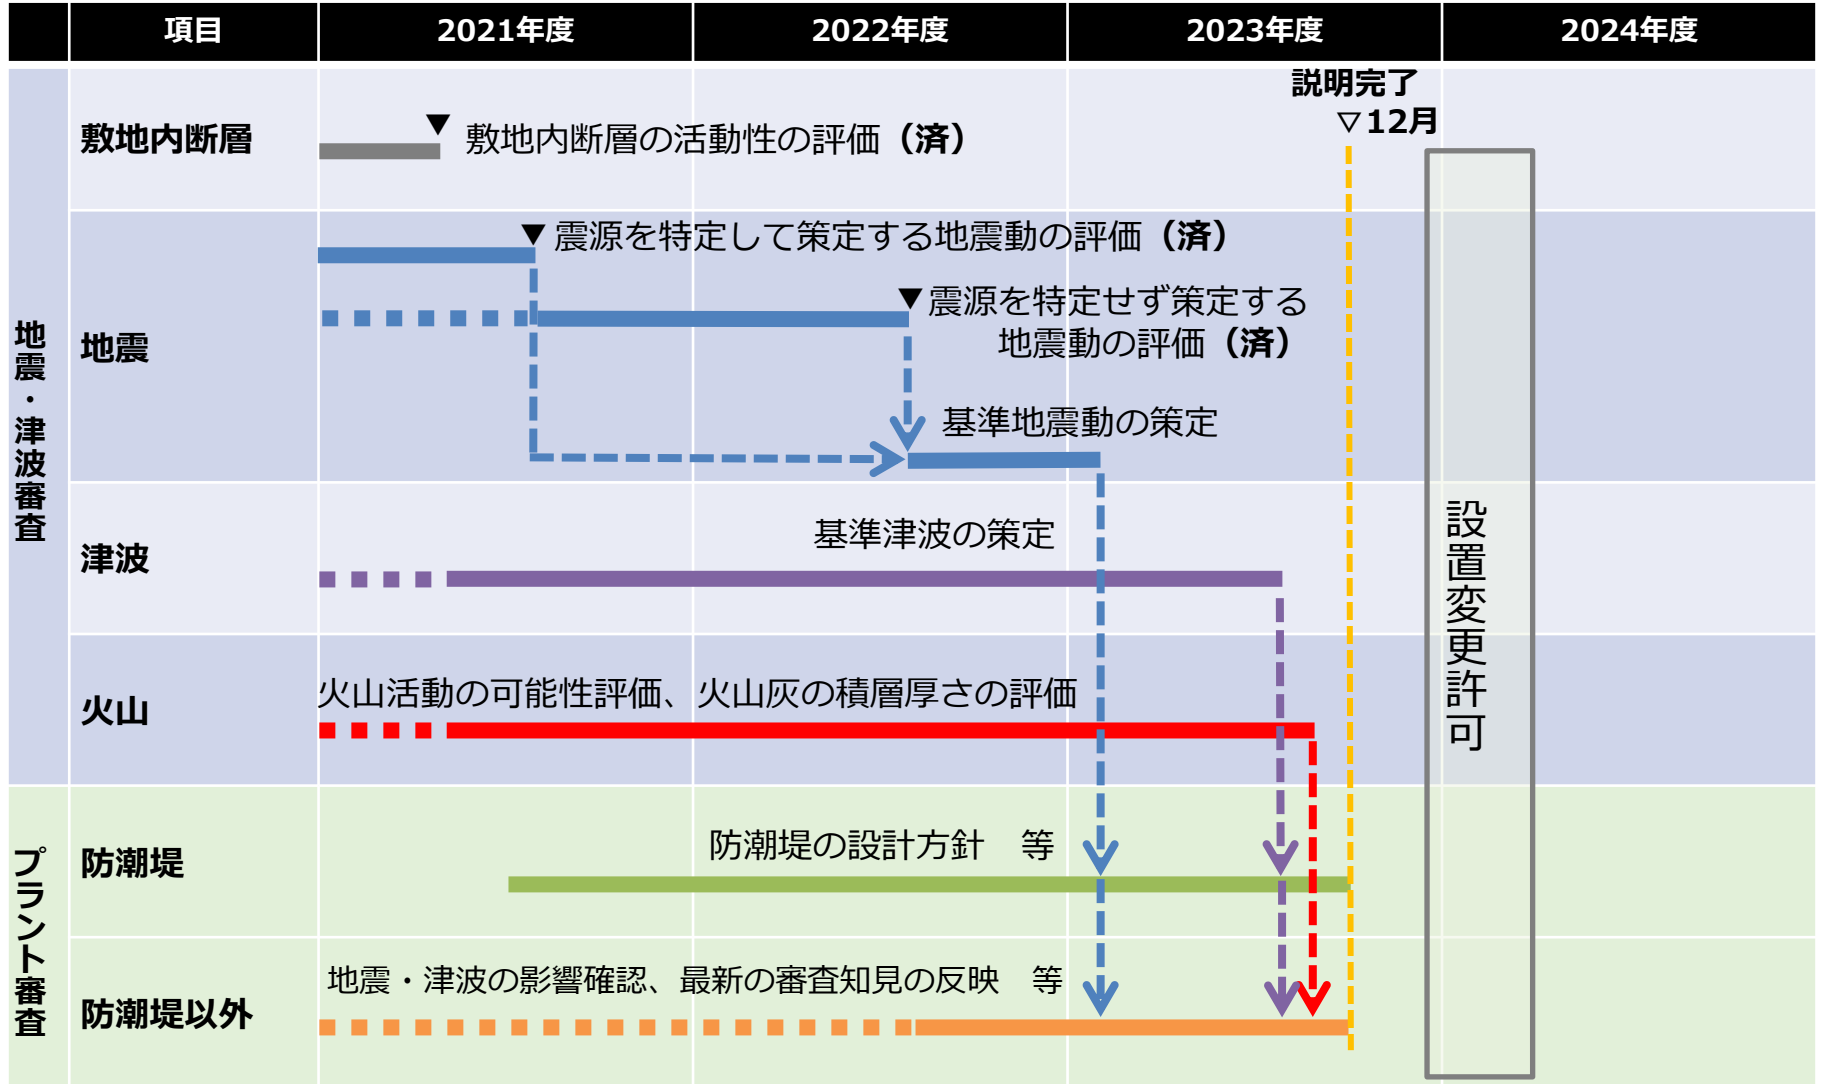 項目
2021年度
2022年度
2023年度
2024年度
説明完了
▽12月
地震・津波審査
敷地内断層
▼ 敷地内断層の活動性の評価（済）
地震
▼震源を特定して策定する地震動の評価（済）
▼震源を特定せず策定する
地震動の評価（済）
基準地震動の策定
津波
基準津波の策定
火山
火山活動の可能性評価、火山灰の積層厚さの評価
設置変更許可
プラント審査
防潮堤
防潮堤の設計方針　等
防潮堤以外
地震・津波の影響確認、最新の審査知見の反映　等